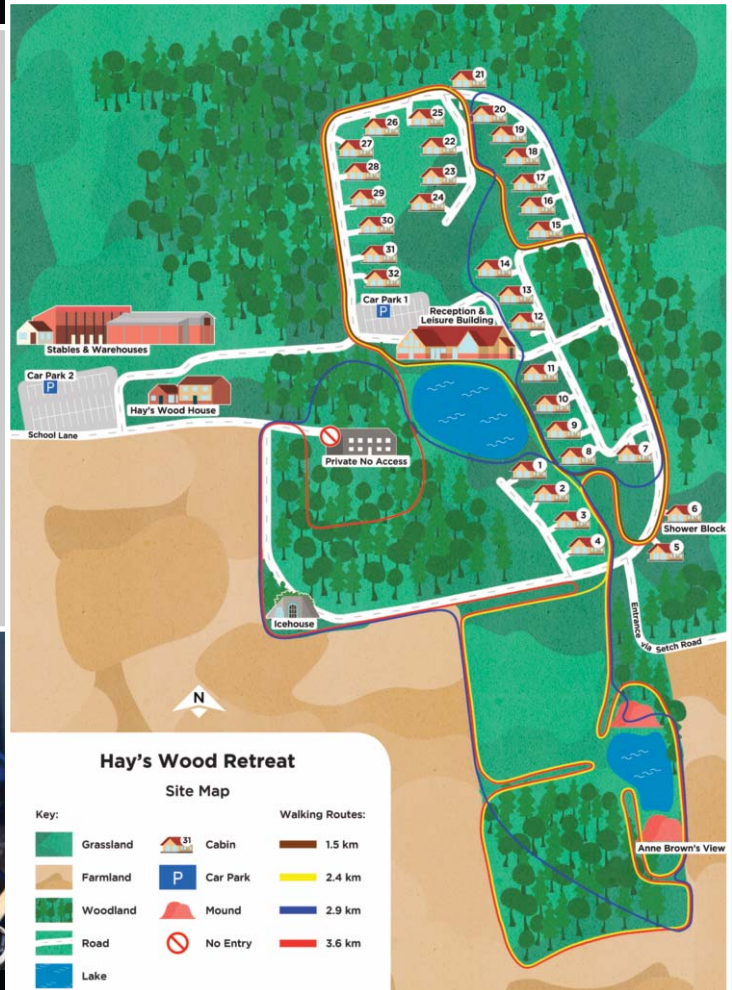 21
20
19
18
17
16
15
26
25
27
22
28
23
29
24
30
31
32
14
13
12
Car Park 1
P
Reception &
Leisure Building
Stables & Warehouses
Car Park 2
P
Hay's Wood House
School Lane
Private No Access
11
10
9
8
7
1
2
3
4
6
Shower Block
5
Icehouse
Entrance via Setch Road
N
Anne Brown's View
Hay's Wood Retreat
Site Map
Key:
Walking Routes:
Grassland
31
Cabin
1.5 km
Farmland
P
Car Park
2.4 km
Woodland
Mound
2.9 km
Road
No Entry
3.6 km
Lake